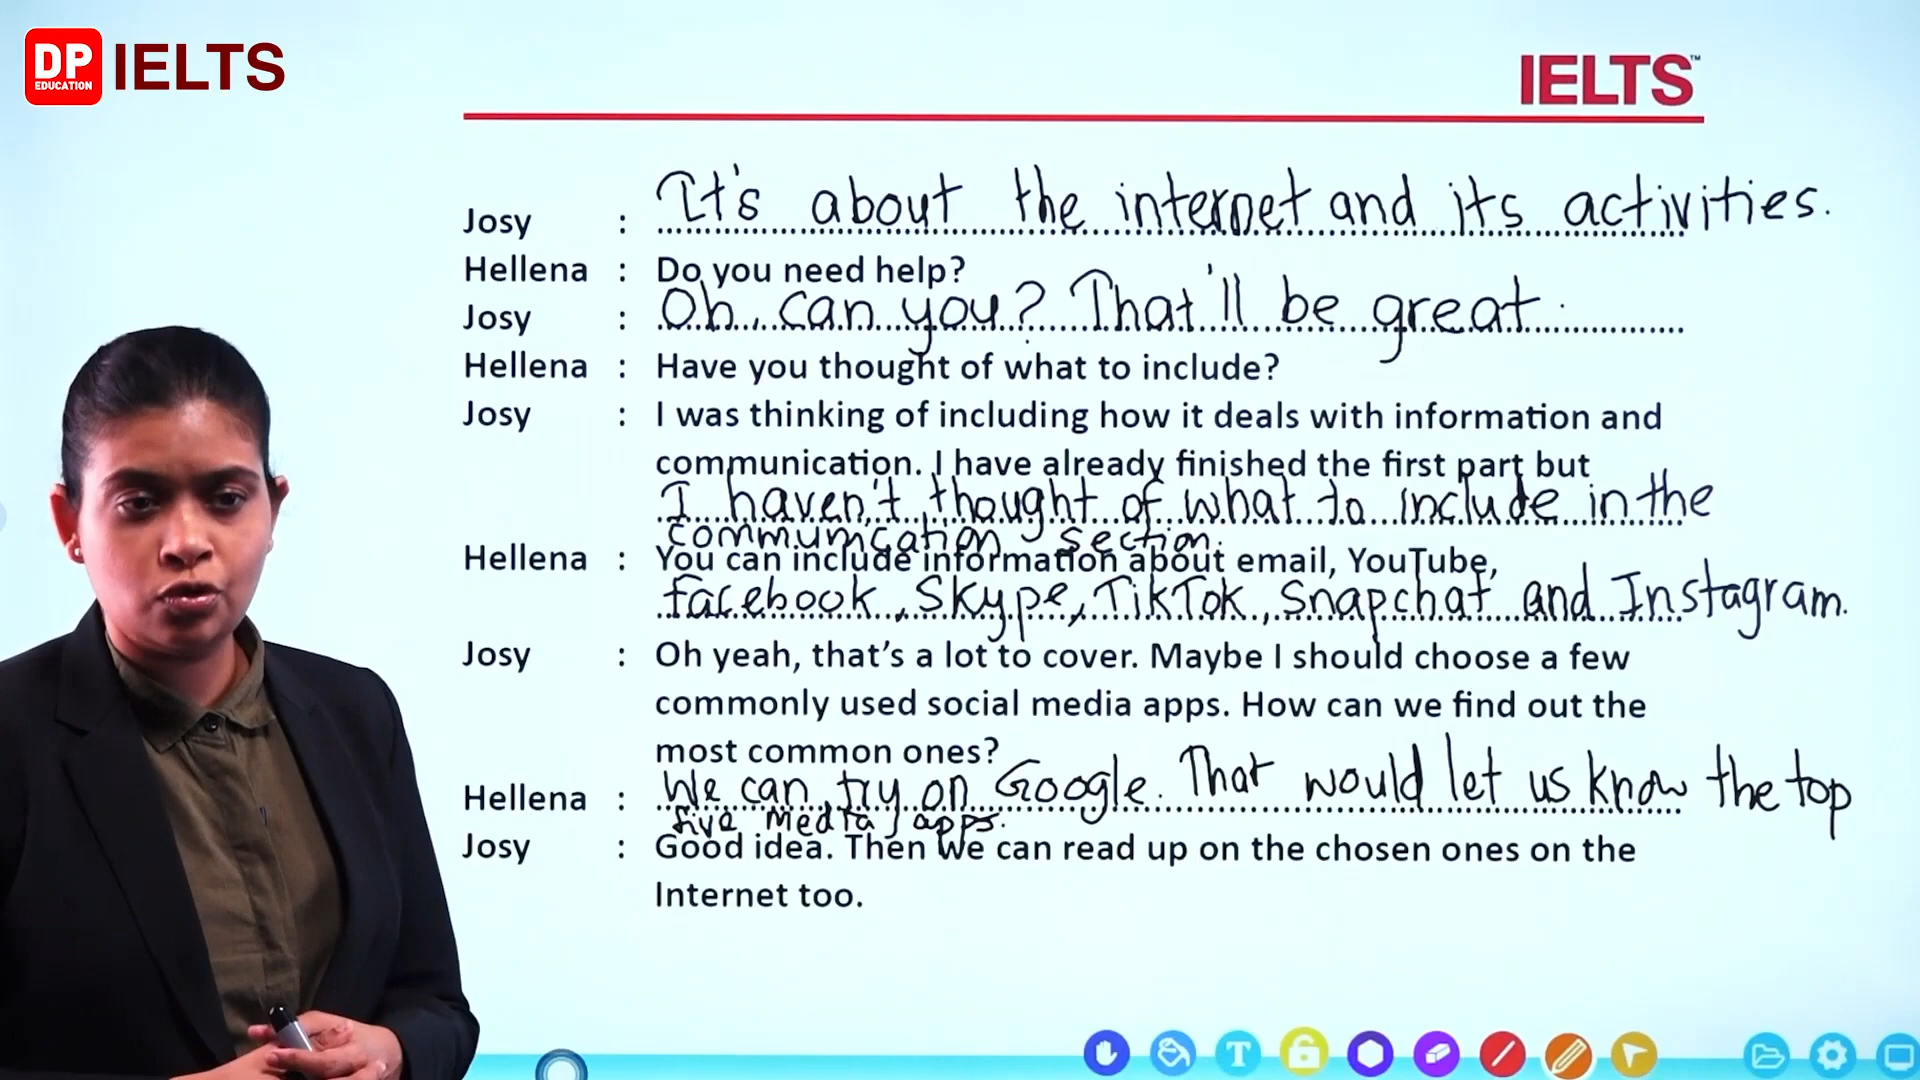 DP
EDUCATION
IELTS
IELTS™
Josy : It's about the internet and its activities.
Hellena : Do you need help?
Josy : Oh, can you? That'll be great.
Hellena : Have you thought of what to include?
Josy : I was thinking of including how it deals with information and
communication. I have already finished the first part but
I haven't thought of what to include in the
communication section.
Hellena : You can include information about email, YouTube,
facebook, Skype, TikTok, Snapchat and Instagram.
Josy : Oh yeah, that's a lot to cover. Maybe I should choose a few
commonly used social media apps. How can we find out the
most common ones?
Hellena : We can try on Google. That would let us know the top
five media apps.
Josy : Good idea. Then we can read up on the chosen ones on the
Internet too.
T